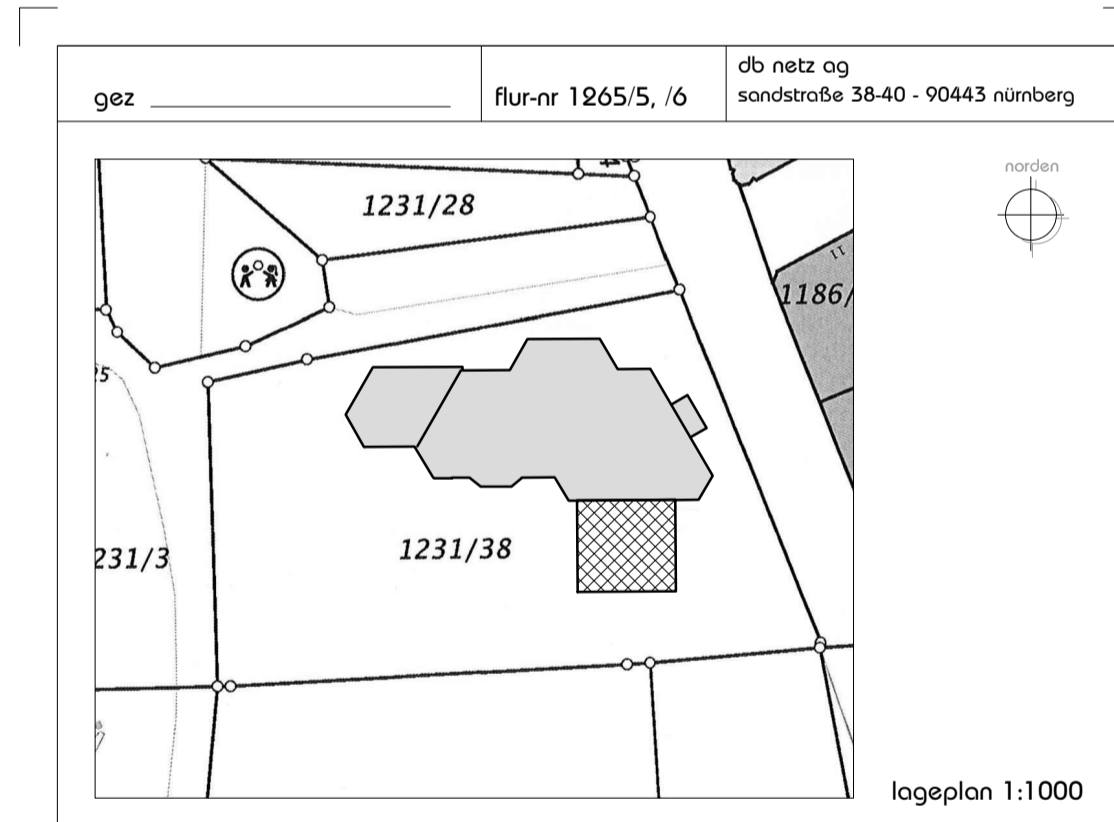 gez
flur-nr 1265/5, /6
db netz ag
sandstraße 38-40 - 90443 nürnberg
norden
1231/28
11
1186/
231/3
1231/38
lageplan 1:1000